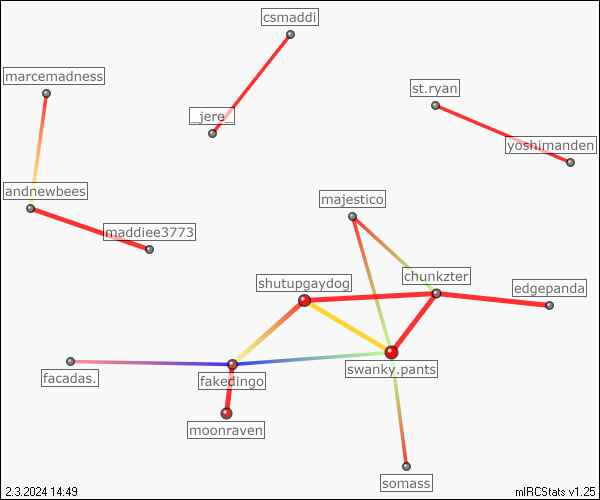 csmaddi
marcemadness
st.ryan
_jere_
yoshimanden
andnewbees
majestico
maddiee3773
chunkzter
shutupgaydog
edgepanda
swanky.pants
facadas.
fakedingo
moonraven
somass
2.3.2024 14:49
mIRCStats v1.25